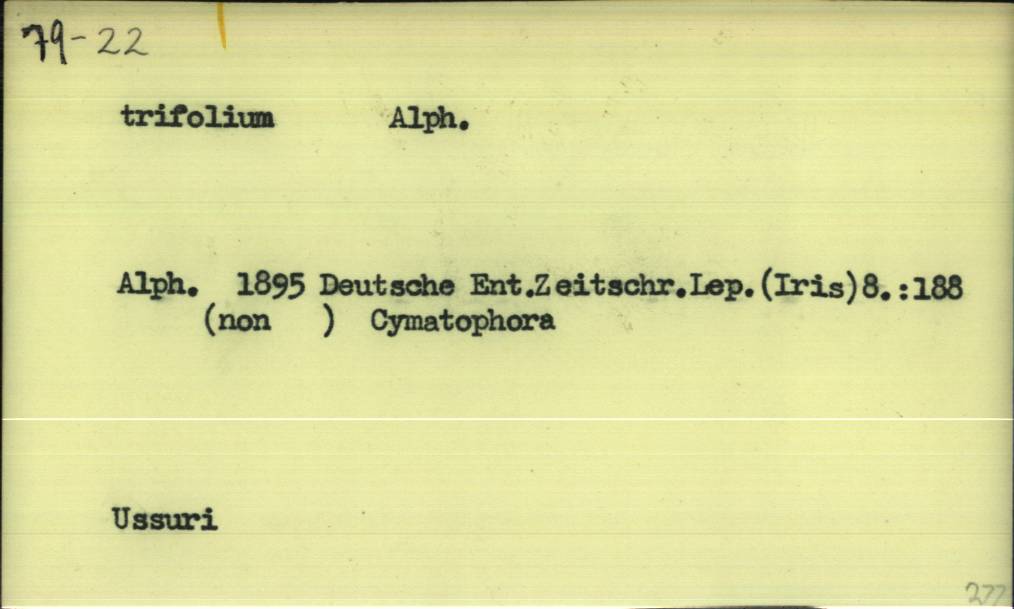 79-22
trifolium Alph.
Alph. 1895 Deutsche Ent.Zeitschr.Lep.(Iris)8.:188
(non ) Cymatophora
Ussuri
277